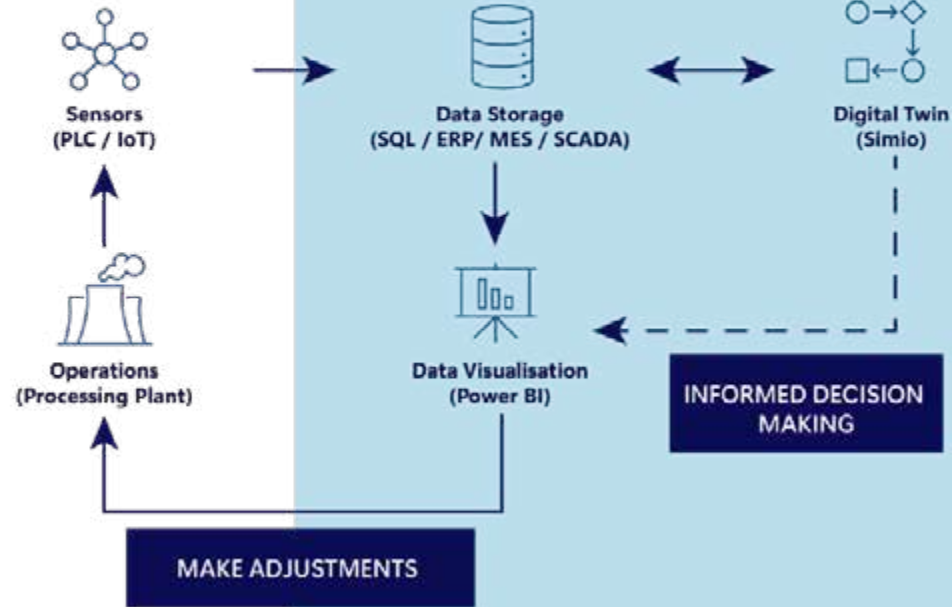 Sensors
(PLC / IoT)
Data Storage
(SQL / ERP/ MES / SCADA)
Digital Twin
(Simio)
Operations
(Processing Plant)
Data Visualisation
(Power BI)
INFORMED DECISION
MAKING
MAKE ADJUSTMENTS